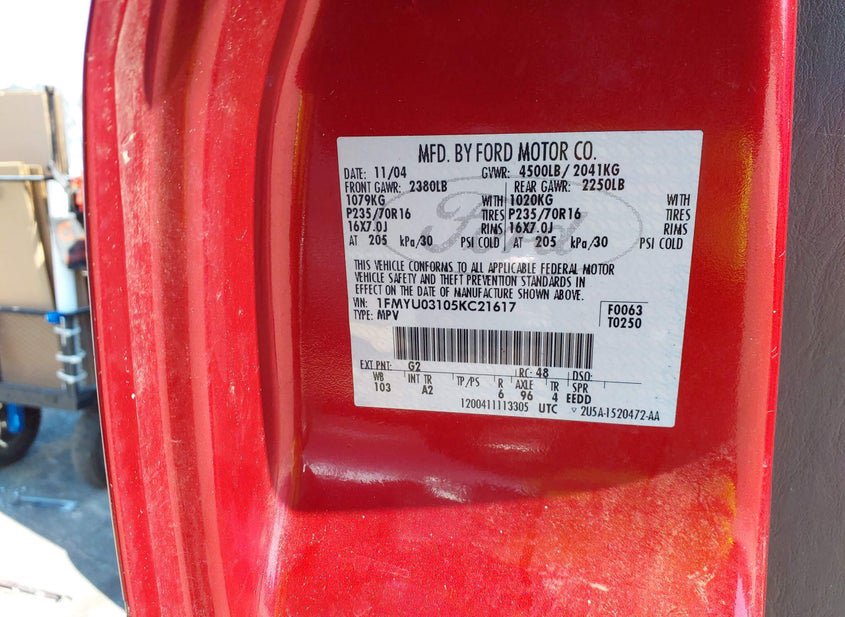 MFD. BY FORD MOTOR CO.
DATE: 11/04 GVWR: 4500LB/ 2041KG
FRONT GAWR: 2380LB REAR GAWR: 2250LB
1079KG WITH 1020KG WITH
P235/70R16 TIRES P235/70R16 TIRES
16X7.0J RIMS 16X7.0J RIMS
AT 205 kPa/30 PSI COLD AT 205 kPa/30 PSI COLD
Ford
THIS VEHICLE CONFORMS TO ALL APPLICABLE FEDERAL MOTOR
VEHICLE SAFETY AND THEFT PREVENTION STANDARDS IN
EFFECT ON THE DATE OF MANUFACTURE SHOWN ABOVE.
VIN: 1FMYU03105KC21617 F0063
TYPE: MPV T0250
EXT PNT: G2 RC: 48 DSO:
WB INT TR TP/PS R AXLE TR SPR
103 A2 6 96 4 EEDD
1200411113305 UTC ▽ 2U5A-1520472-AA